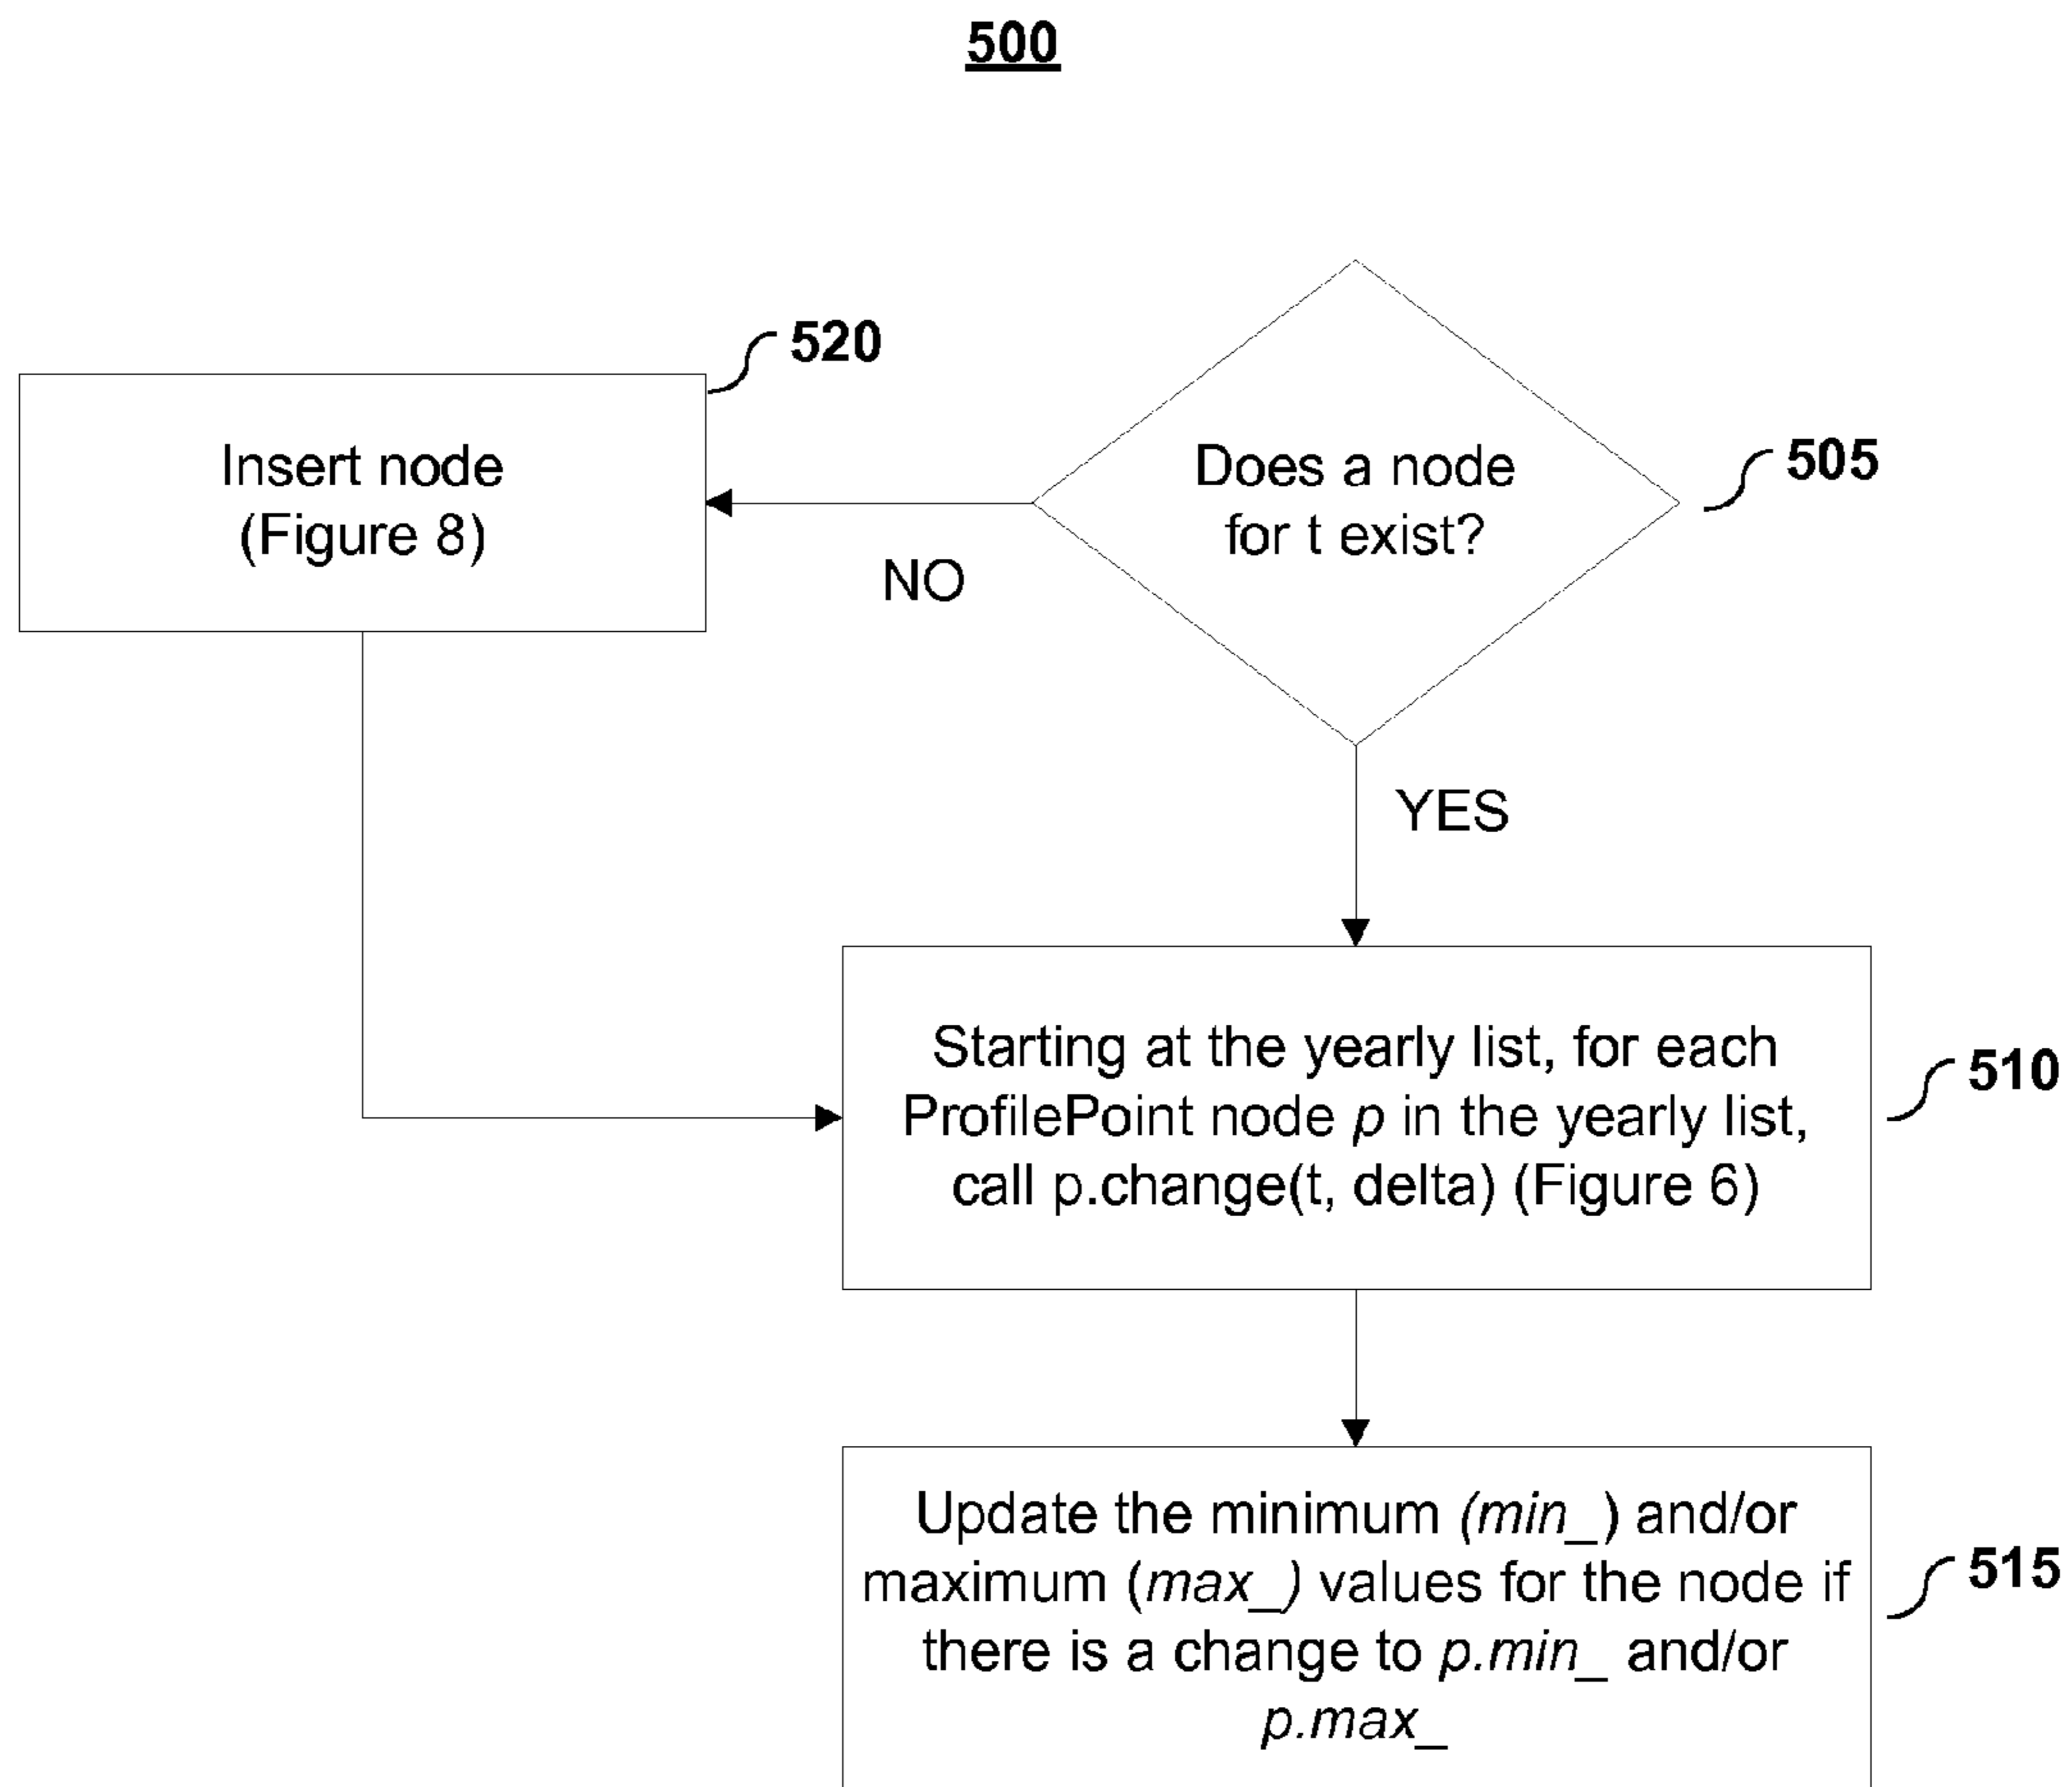 500
520
Insert node
(Figure 8)
Does a node
for t exist?
505
NO
YES
Starting at the yearly list, for each
ProfilePoint node p in the yearly list,
call p.change(t, delta) (Figure 6)
510
Update the minimum (min_) and/or
maximum (max_) values for the node if
there is a change to p.min_ and/or
p.max_
515